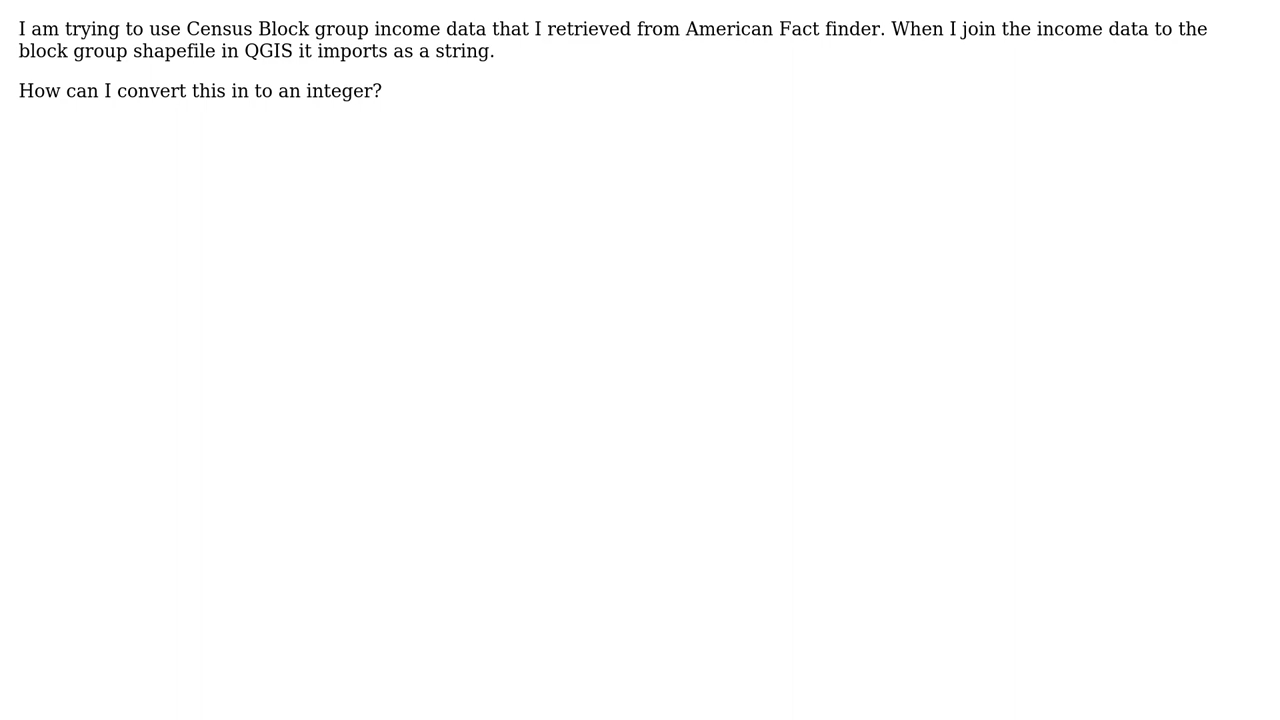 I am trying to use Census Block group income data that I retrieved from American Fact finder. When I join the income data to the
block group shapefile in QGIS it imports as a string.
How can I convert this in to an integer?